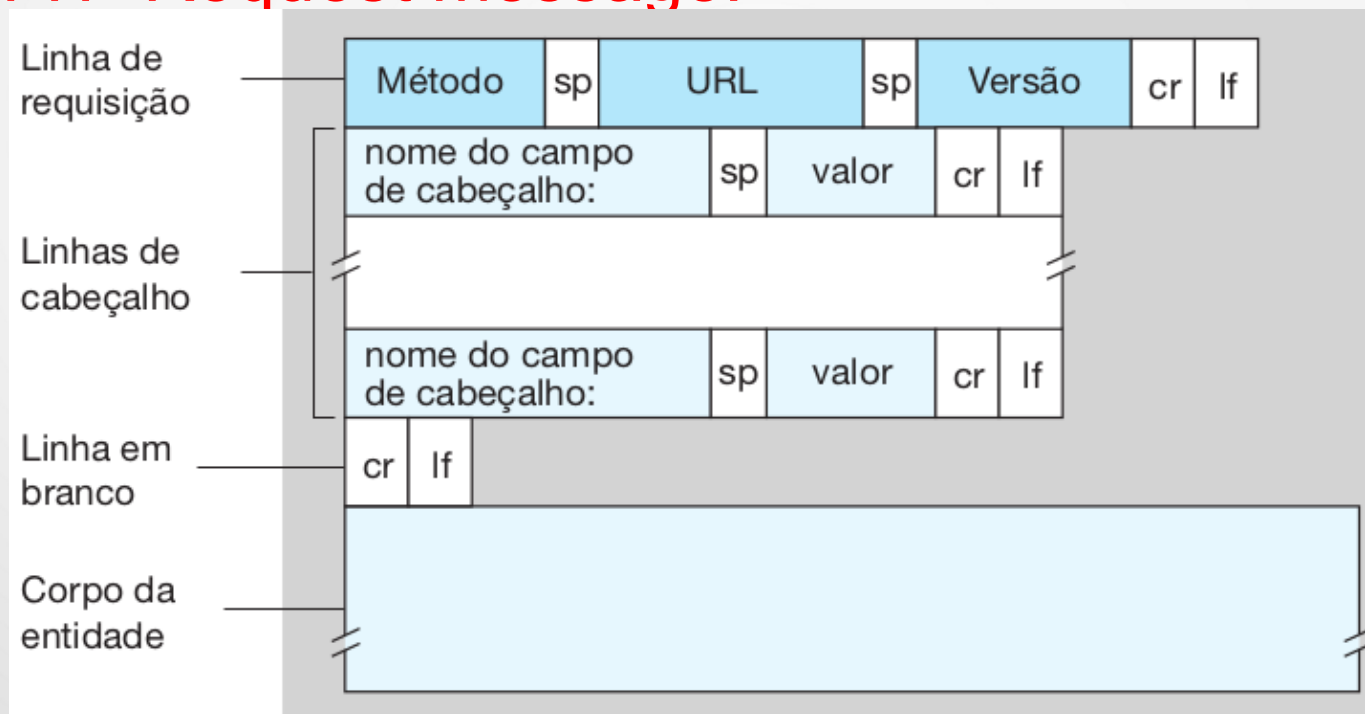 Request Message:
Linha de
requisição
Método sp URL sp Versão cr lf
nome do campo
de cabeçalho: sp valor cr lf
Linhas de
cabeçalho
nome do campo
de cabeçalho: sp valor cr lf
Linha em
branco
cr lf
Corpo da
entidade